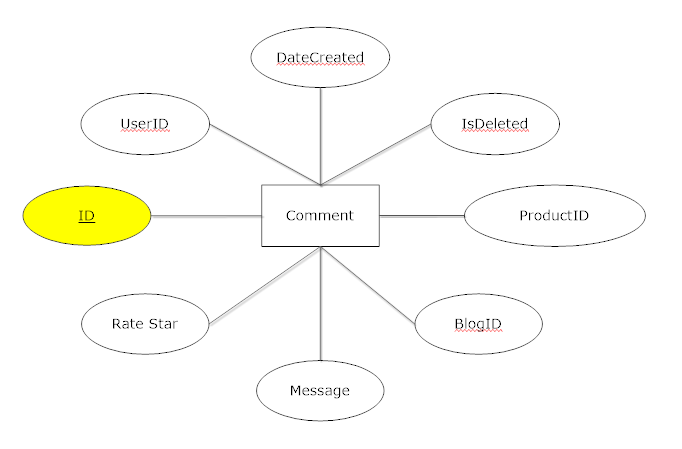 DateCreated
UserID
IsDeleted
ID
Comment
ProductID
Rate Star
BlogID
Message